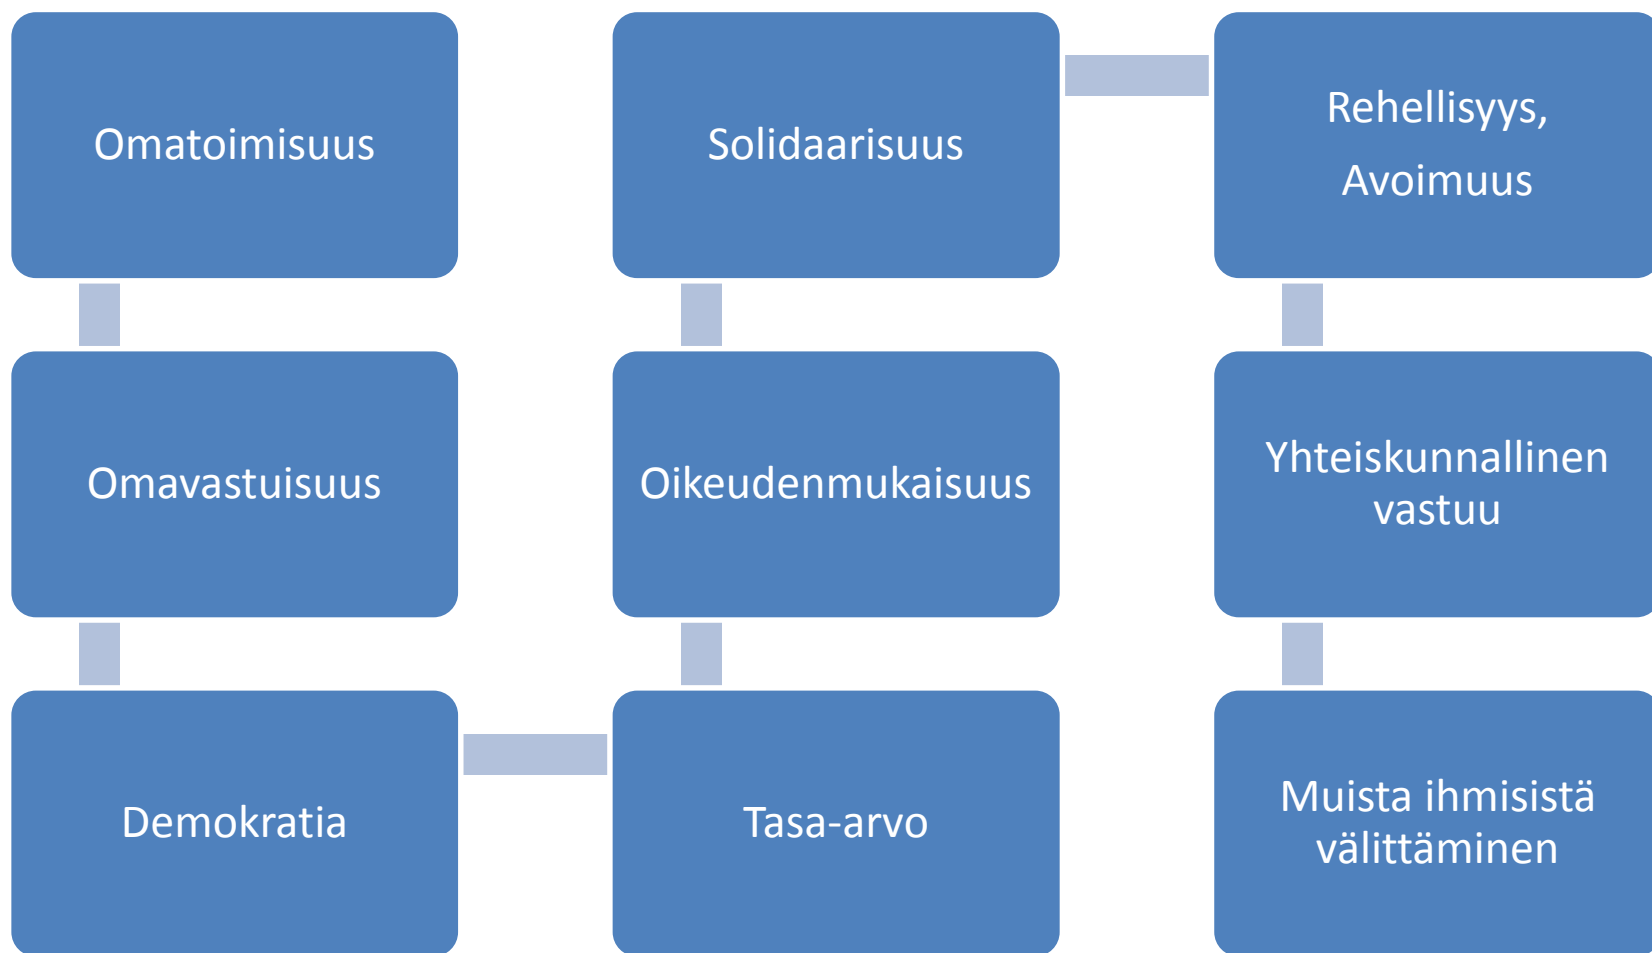 Omatoimisuus
Omavastuisuus
Demokratia
Tasa-arvo
Oikeudenmukaisuus
Solidaarisuus
Rehellisyys,
Avoimuus
Yhteiskunnallinen
vastuu
Muista ihmisistä
välittäminen